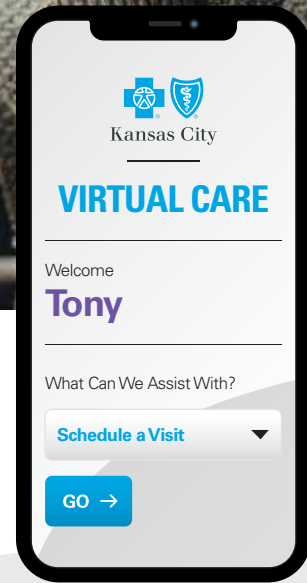 Kansas City
VIRTUAL CARE
Welcome
Tony
What Can We Assist With?
Schedule a Visit
GO